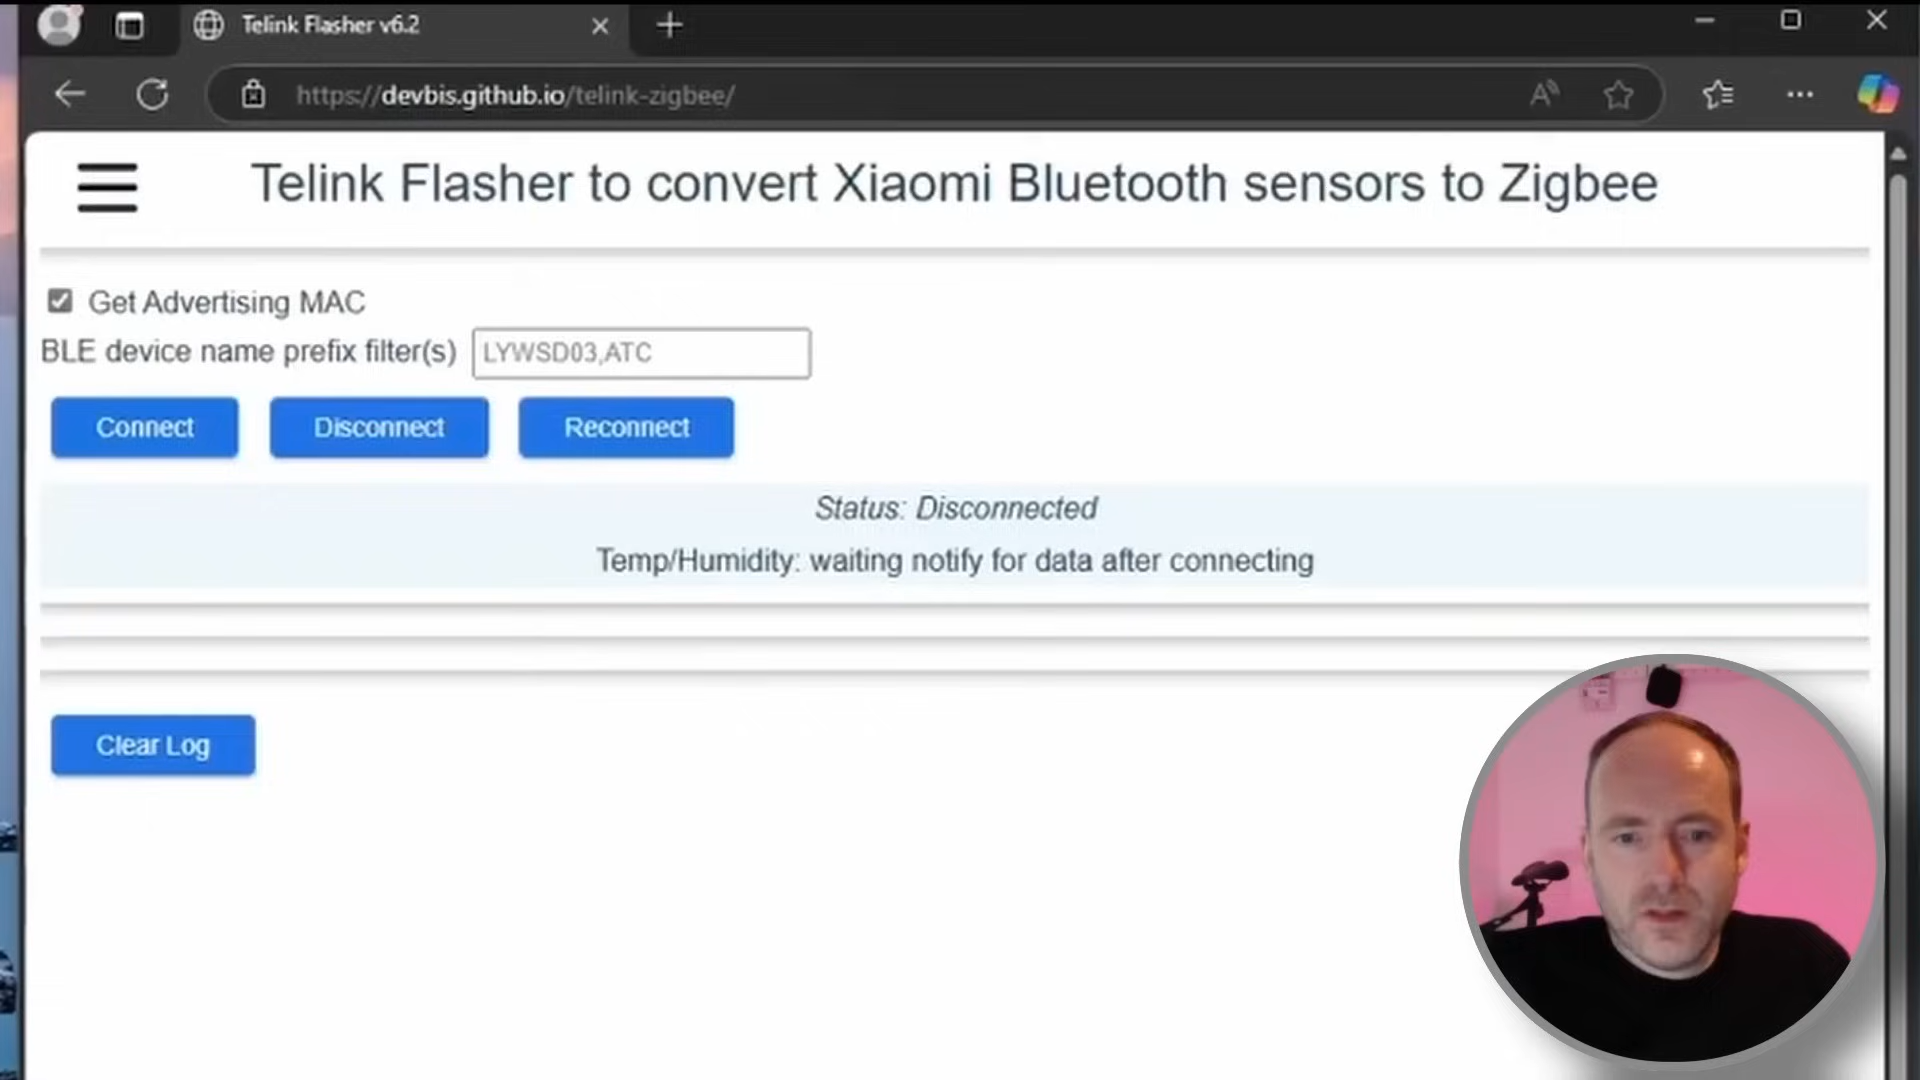 Telink Flasher v6.2
https://devbis.github.io/telink-zigbee/
Telink Flasher to convert Xiaomi Bluetooth sensors to Zigbee
Get Advertising MAC
BLE device name prefix filter(s) LYWSD03,ATC
Connect Disconnect Reconnect
Status: Disconnected
Temp/Humidity: waiting notify for data after connecting
Clear Log